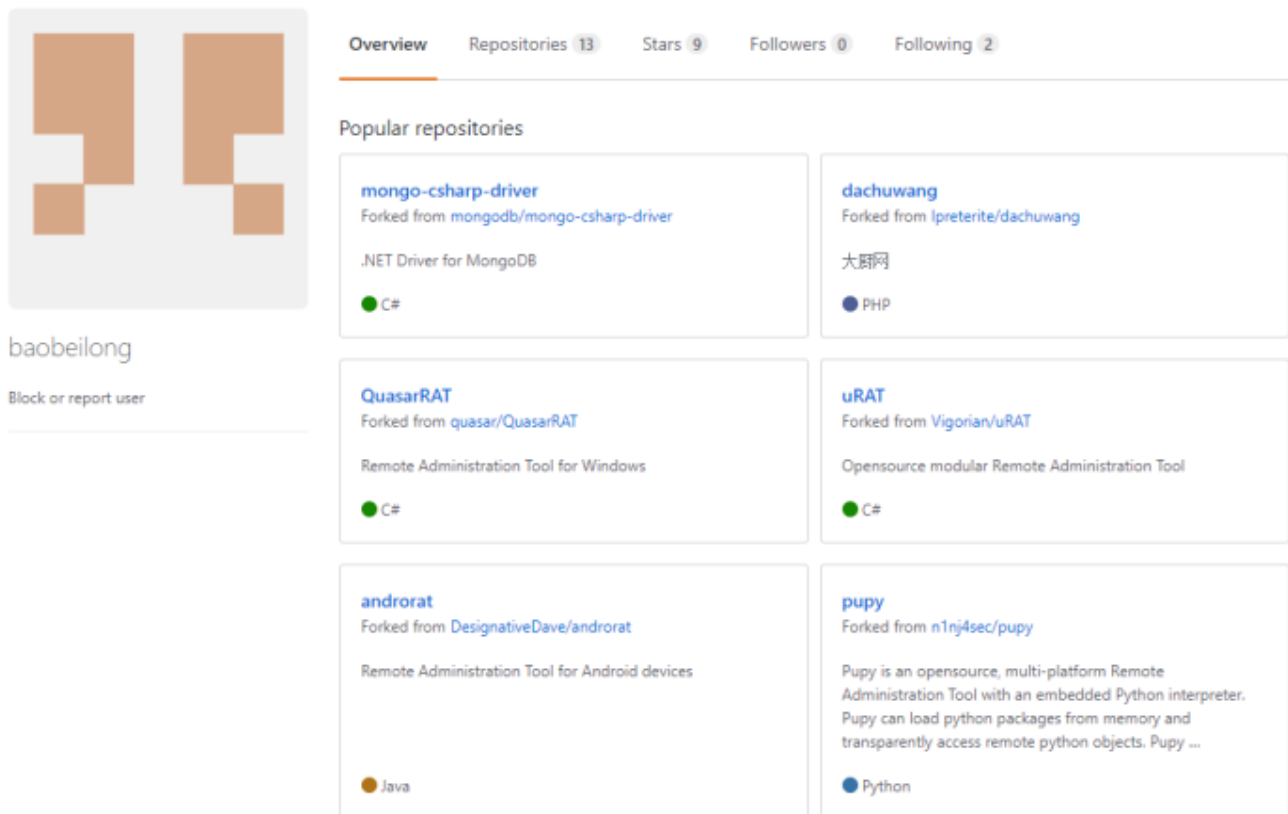 Overview Repositories 13 Stars 9 Followers 0 Following 2
Popular repositories
mongo-csharp-driver
Forked from mongodb/mongo-csharp-driver
.NET Driver for MongoDB
C#
dachuwang
Forked from lpreterite/dachuwang
大厨网
PHP
baobeilong
Block or report user
QuasarRAT
Forked from quasar/QuasarRAT
Remote Administration Tool for Windows
C#
uRAT
Forked from Vigorian/uRAT
Opensource modular Remote Administration Tool
C#
androrat
Forked from DesignativeDave/androrat
Remote Administration Tool for Android devices
Java
pupy
Forked from n1nj4sec/pupy
Pupy is an opensource, multi-platform Remote
Administration Tool with an embedded Python interpreter.
Pupy can load python packages from memory and
transparently access remote python objects. Pupy ...
Python